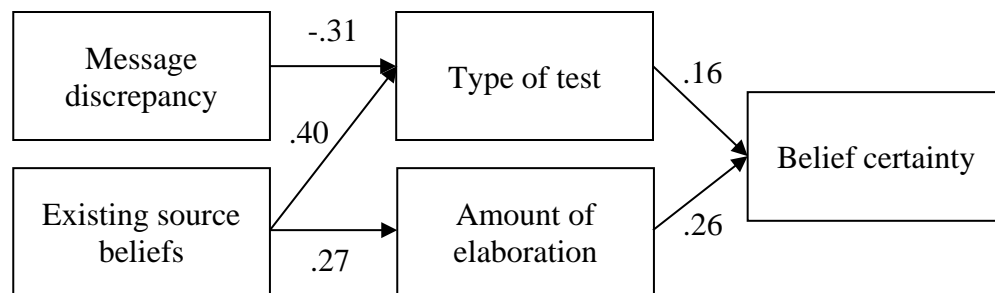 Message
discrepancy
-.31
Type of test
.16
.40
Belief certainty
Existing source
beliefs
.27
Amount of
elaboration
.26